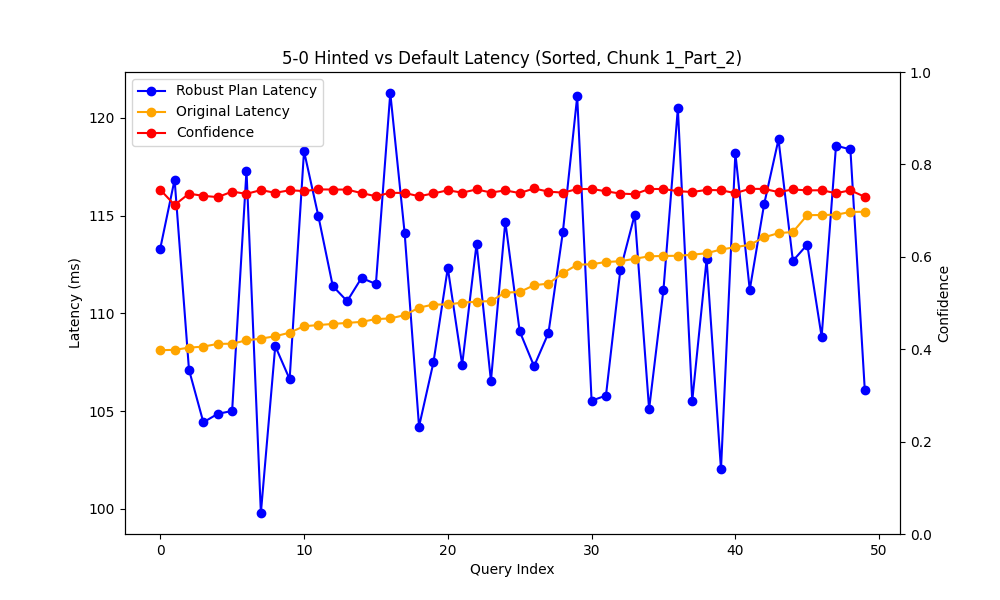 5-0 Hinted vs Default Latency (Sorted, Chunk 1_Part_2)
Robust Plan Latency
Original Latency
Confidence
Latency (ms)
120
115
110
105
100
1.0
0.8
0.6
0.4
0.2
0.0
Confidence
0 10 20 30 40 50
Query Index